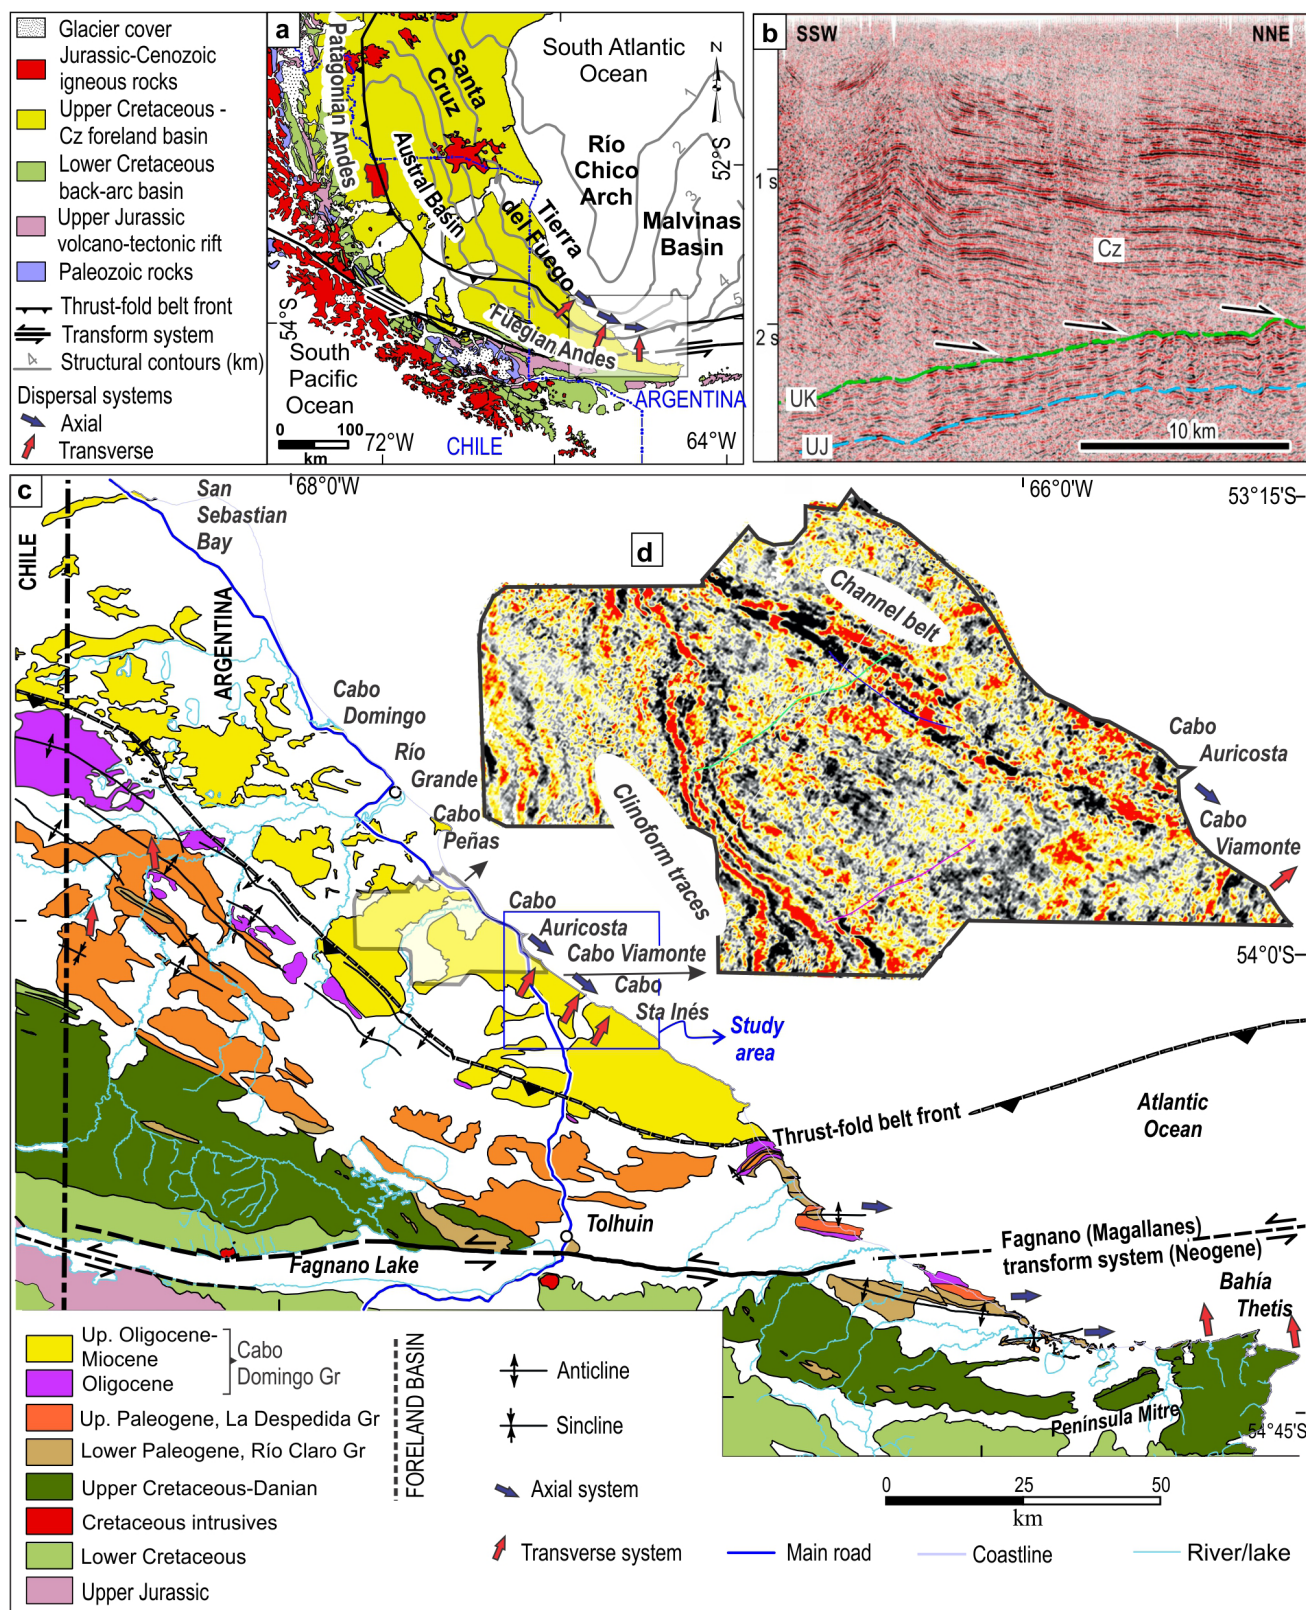 Glacier cover
Jurassic-Cenozoic
igneous rocks
Upper Cretaceous -
Cz foreland basin
Lower Cretaceous
back-arc basin
Upper Jurassic
volcano-tectonic rift
Paleozoic rocks
Thrust-fold belt front
Transform system
4
Structural contours (km)
Dispersal systems
Axial
Transverse
a
Patagonian Andes
Santa
Cruz
South Atlantic
Ocean
N
1
2
3
4
5
52°S
Río
Chico
Arch
Austral Basin
Malvinas
Basin
Tierra
del Fuego
54°S
Fuegian Andes
South
Pacific
Ocean
ARGENTINA
0 100
km
72°W
CHILE
64°W
b
SSW
NNE
1 s
Cz
2 s
UK
UJ
10 km
c
68°0'W
66°0'W
53°15'S
San
Sebastian
Bay
CHILE
ARGENTINA
d
Channel belt
Clinoform traces
Cabo
Domingo
Río
Grande
Cabo
Peñas
Cabo
Auricosta
Cabo
Viamonte
Cabo
Auricosta
Cabo Viamonte
Cabo
Sta Inés
54°0'S
Study
area
Thrust-fold belt front
Atlantic
Ocean
Tolhuin
Fagnano Lake
Fagnano (Magallanes)
transform system (Neogene)
Bahía
Thetis
Península Mitre
54°45'S
Up. Oligocene-
Miocene
Oligocene
Cabo
Domingo Gr
Up. Paleogene, La Despedida Gr
Lower Paleogene, Río Claro Gr
Upper Cretaceous-Danian
Cretaceous intrusives
Lower Cretaceous
Upper Jurassic
FORELAND BASIN
Anticline
Sincline
Axial system
Transverse system
Main road
Coastline
River/lake
0 25 50
km